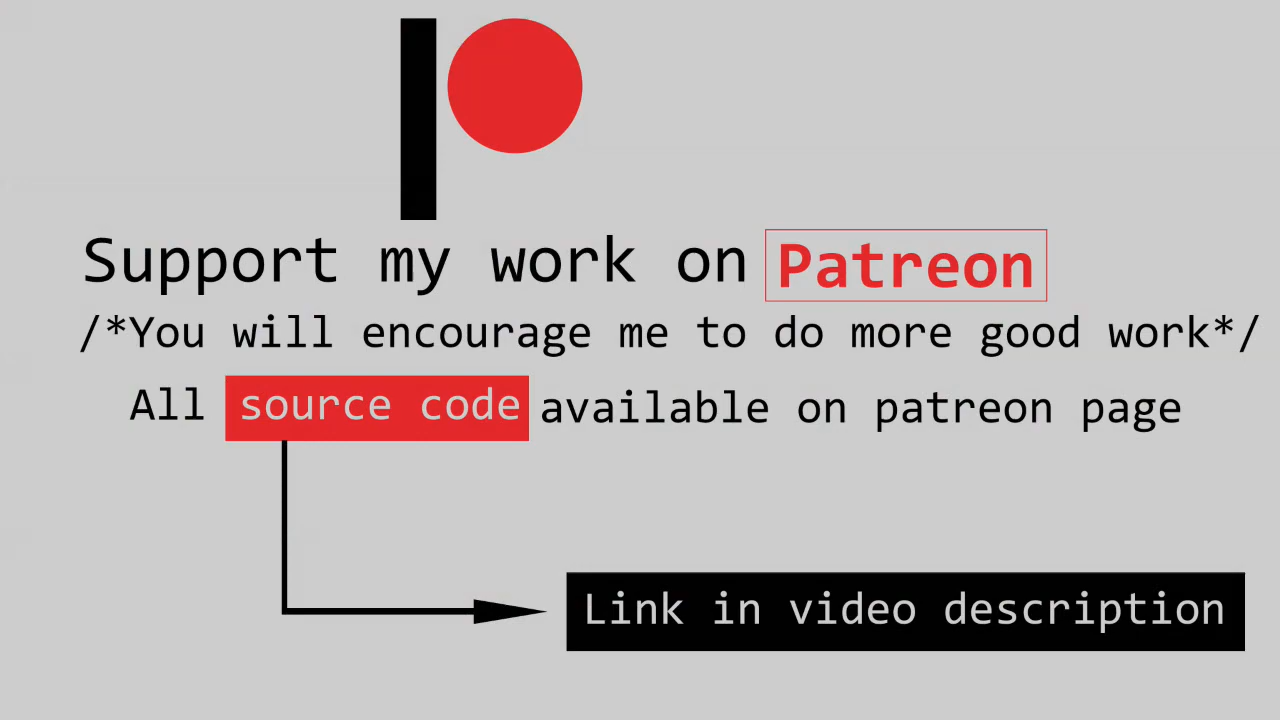 Support my work on Patreon
/*You will encourage me to do more good work*/
All source code available on patreon page
Link in video description